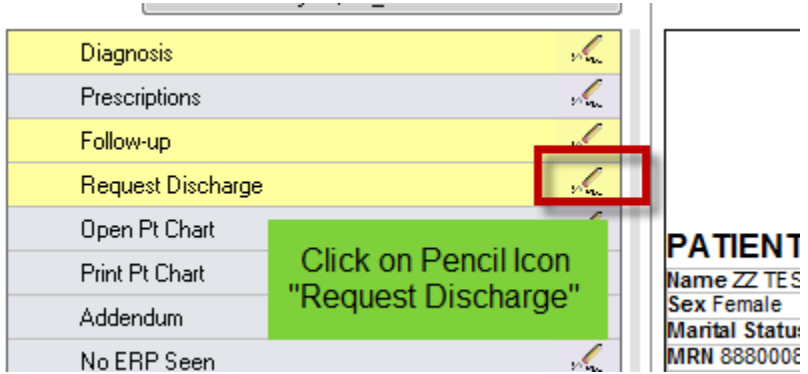 Diagnosis
Prescriptions
Follow-up
Request Discharge
Open Pt Chart
Print Pt Chart
Addendum
No ERP Seen
Click on Pencil Icon
"Request Discharge"
PATIENT
Name ZZ TES
Sex Female
Marital Status
MRN 8880008